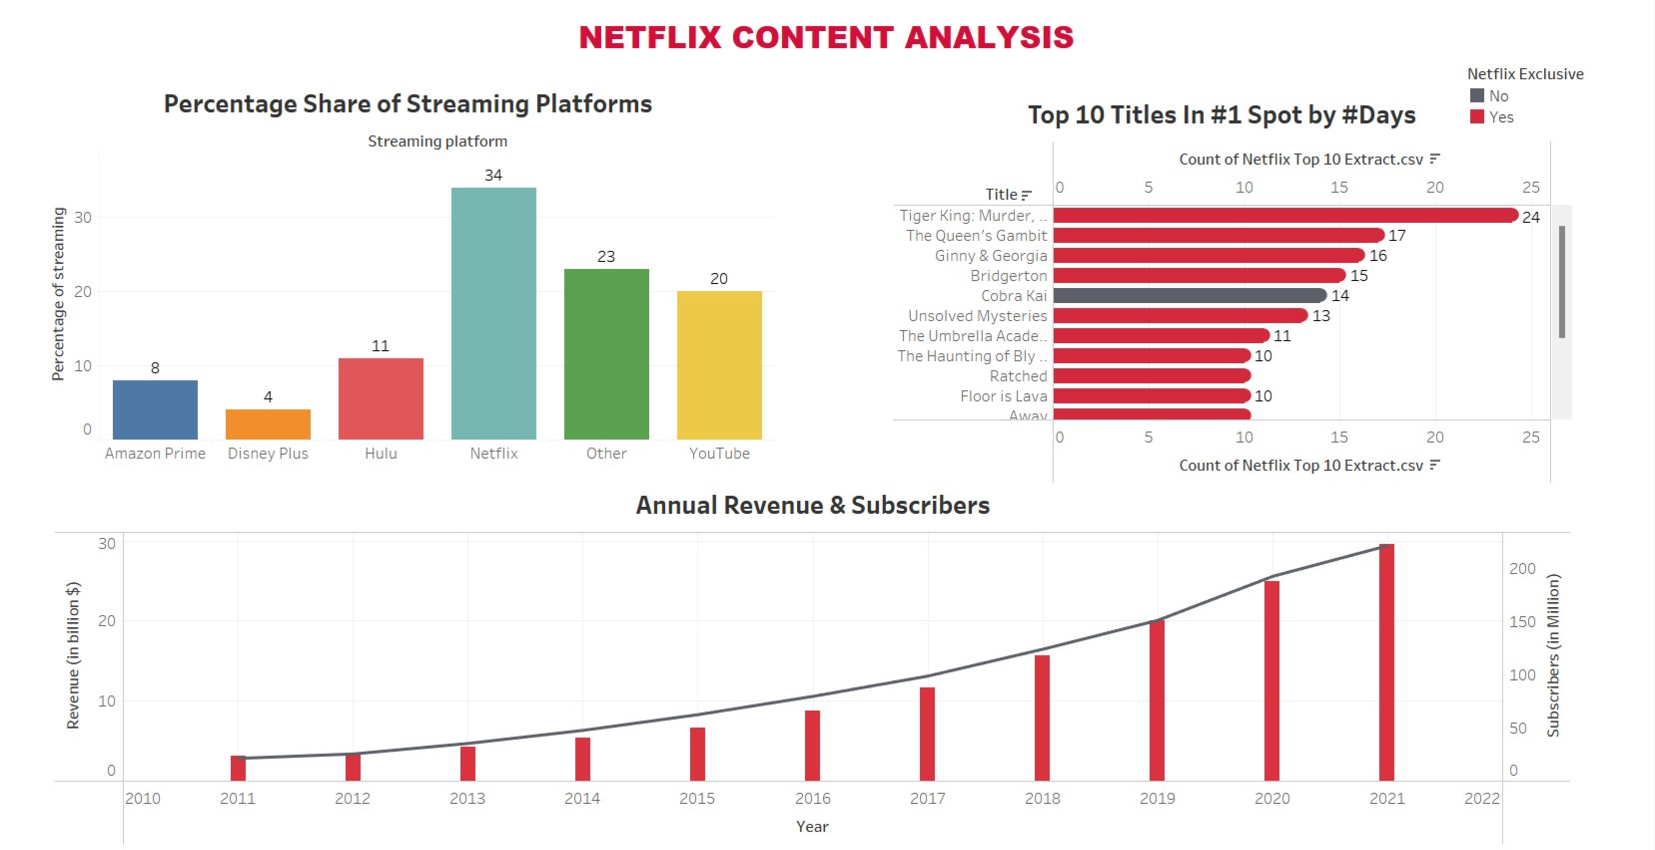 NETFLIX CONTENT ANALYSIS
Percentage Share of Streaming Platforms
Streaming platform
Percentage of streaming
30
20
10
0
8
4
11
34
23
20
Amazon Prime
Disney Plus
Hulu
Netflix
Other
YouTube
Netflix Exclusive
No
Yes
Top 10 Titles In #1 Spot by #Days
Count of Netflix Top 10 Extract.csv
Title
0 5 10 15 20 25
Tiger King: Murder, .. 24
The Queen's Gambit 17
Ginny & Georgia 16
Bridgerton 15
Cobra Kai 14
Unsolved Mysteries 13
The Umbrella Acade.. 11
The Haunting of Bly .. 10
Ratched
Floor is Lava 10
Away
0 5 10 15 20 25
Count of Netflix Top 10 Extract.csv
Annual Revenue & Subscribers
Revenue (in billion $)
30
20
10
0
200
150
100
50
0
Subscribers (in Million)
2010 2011 2012 2013 2014 2015 2016 2017 2018 2019 2020 2021 2022
Year